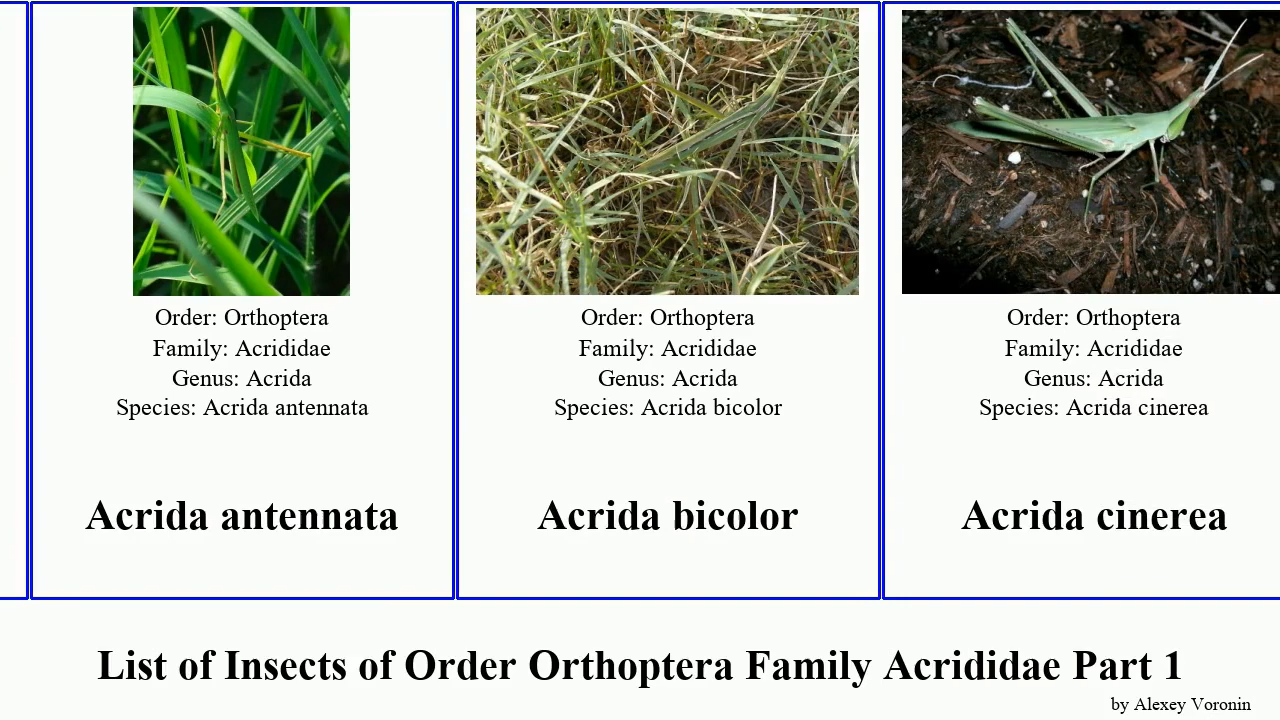 Order: Orthoptera
Family: Acrididae
Genus: Acrida
Species: Acrida antennata
Acrida antennata
Order: Orthoptera
Family: Acrididae
Genus: Acrida
Species: Acrida bicolor
Acrida bicolor
Order: Orthoptera
Family: Acrididae
Genus: Acrida
Species: Acrida cinerea
Acrida cinerea
List of Insects of Order Orthoptera Family Acrididae Part 1
by Alexey Voronin